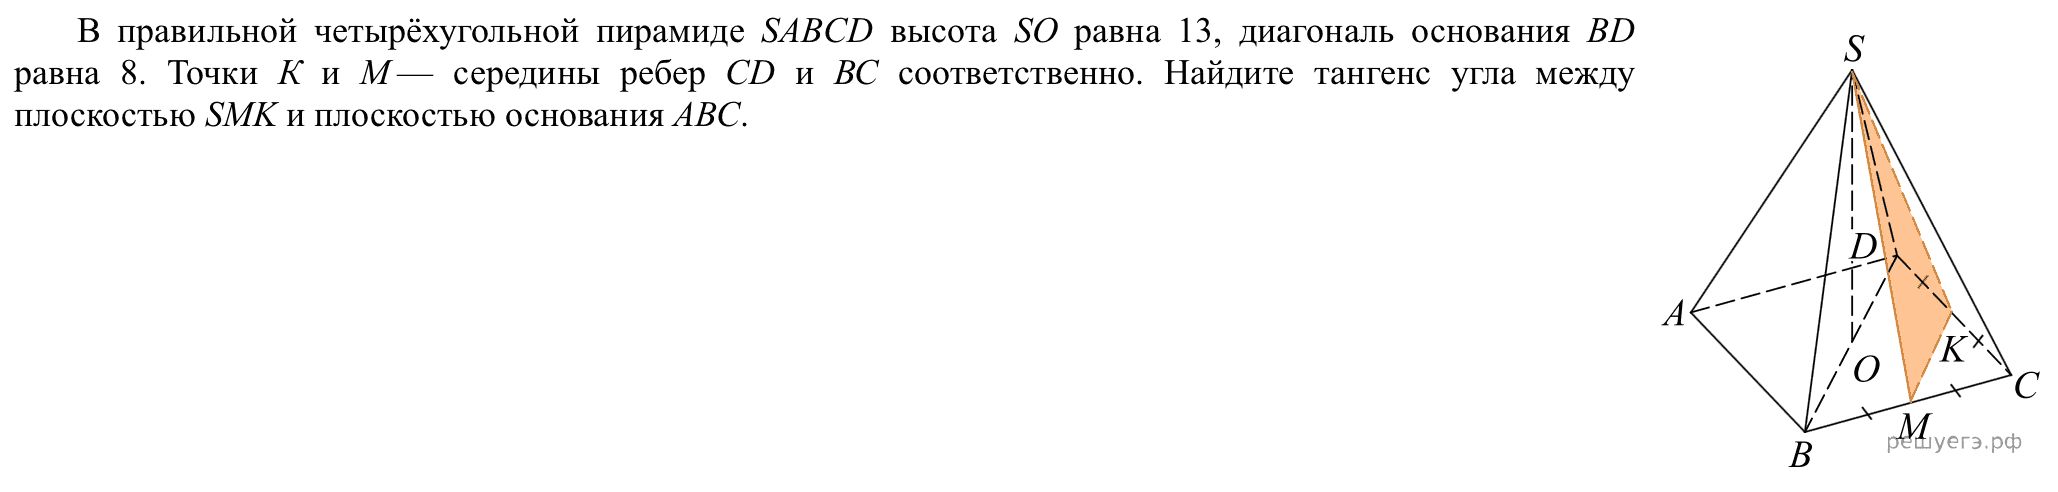 В правильной четырёхугольной пирамиде SABCD высота SO равна 13, диагональ основания BD
равна 8. Точки К и М — середины ребер CD и ВС соответственно. Найдите тангенс угла между
плоскостью SMK и плоскостью основания ABC.
S
D
A
K
O
C
M
решуегэ.рф
B